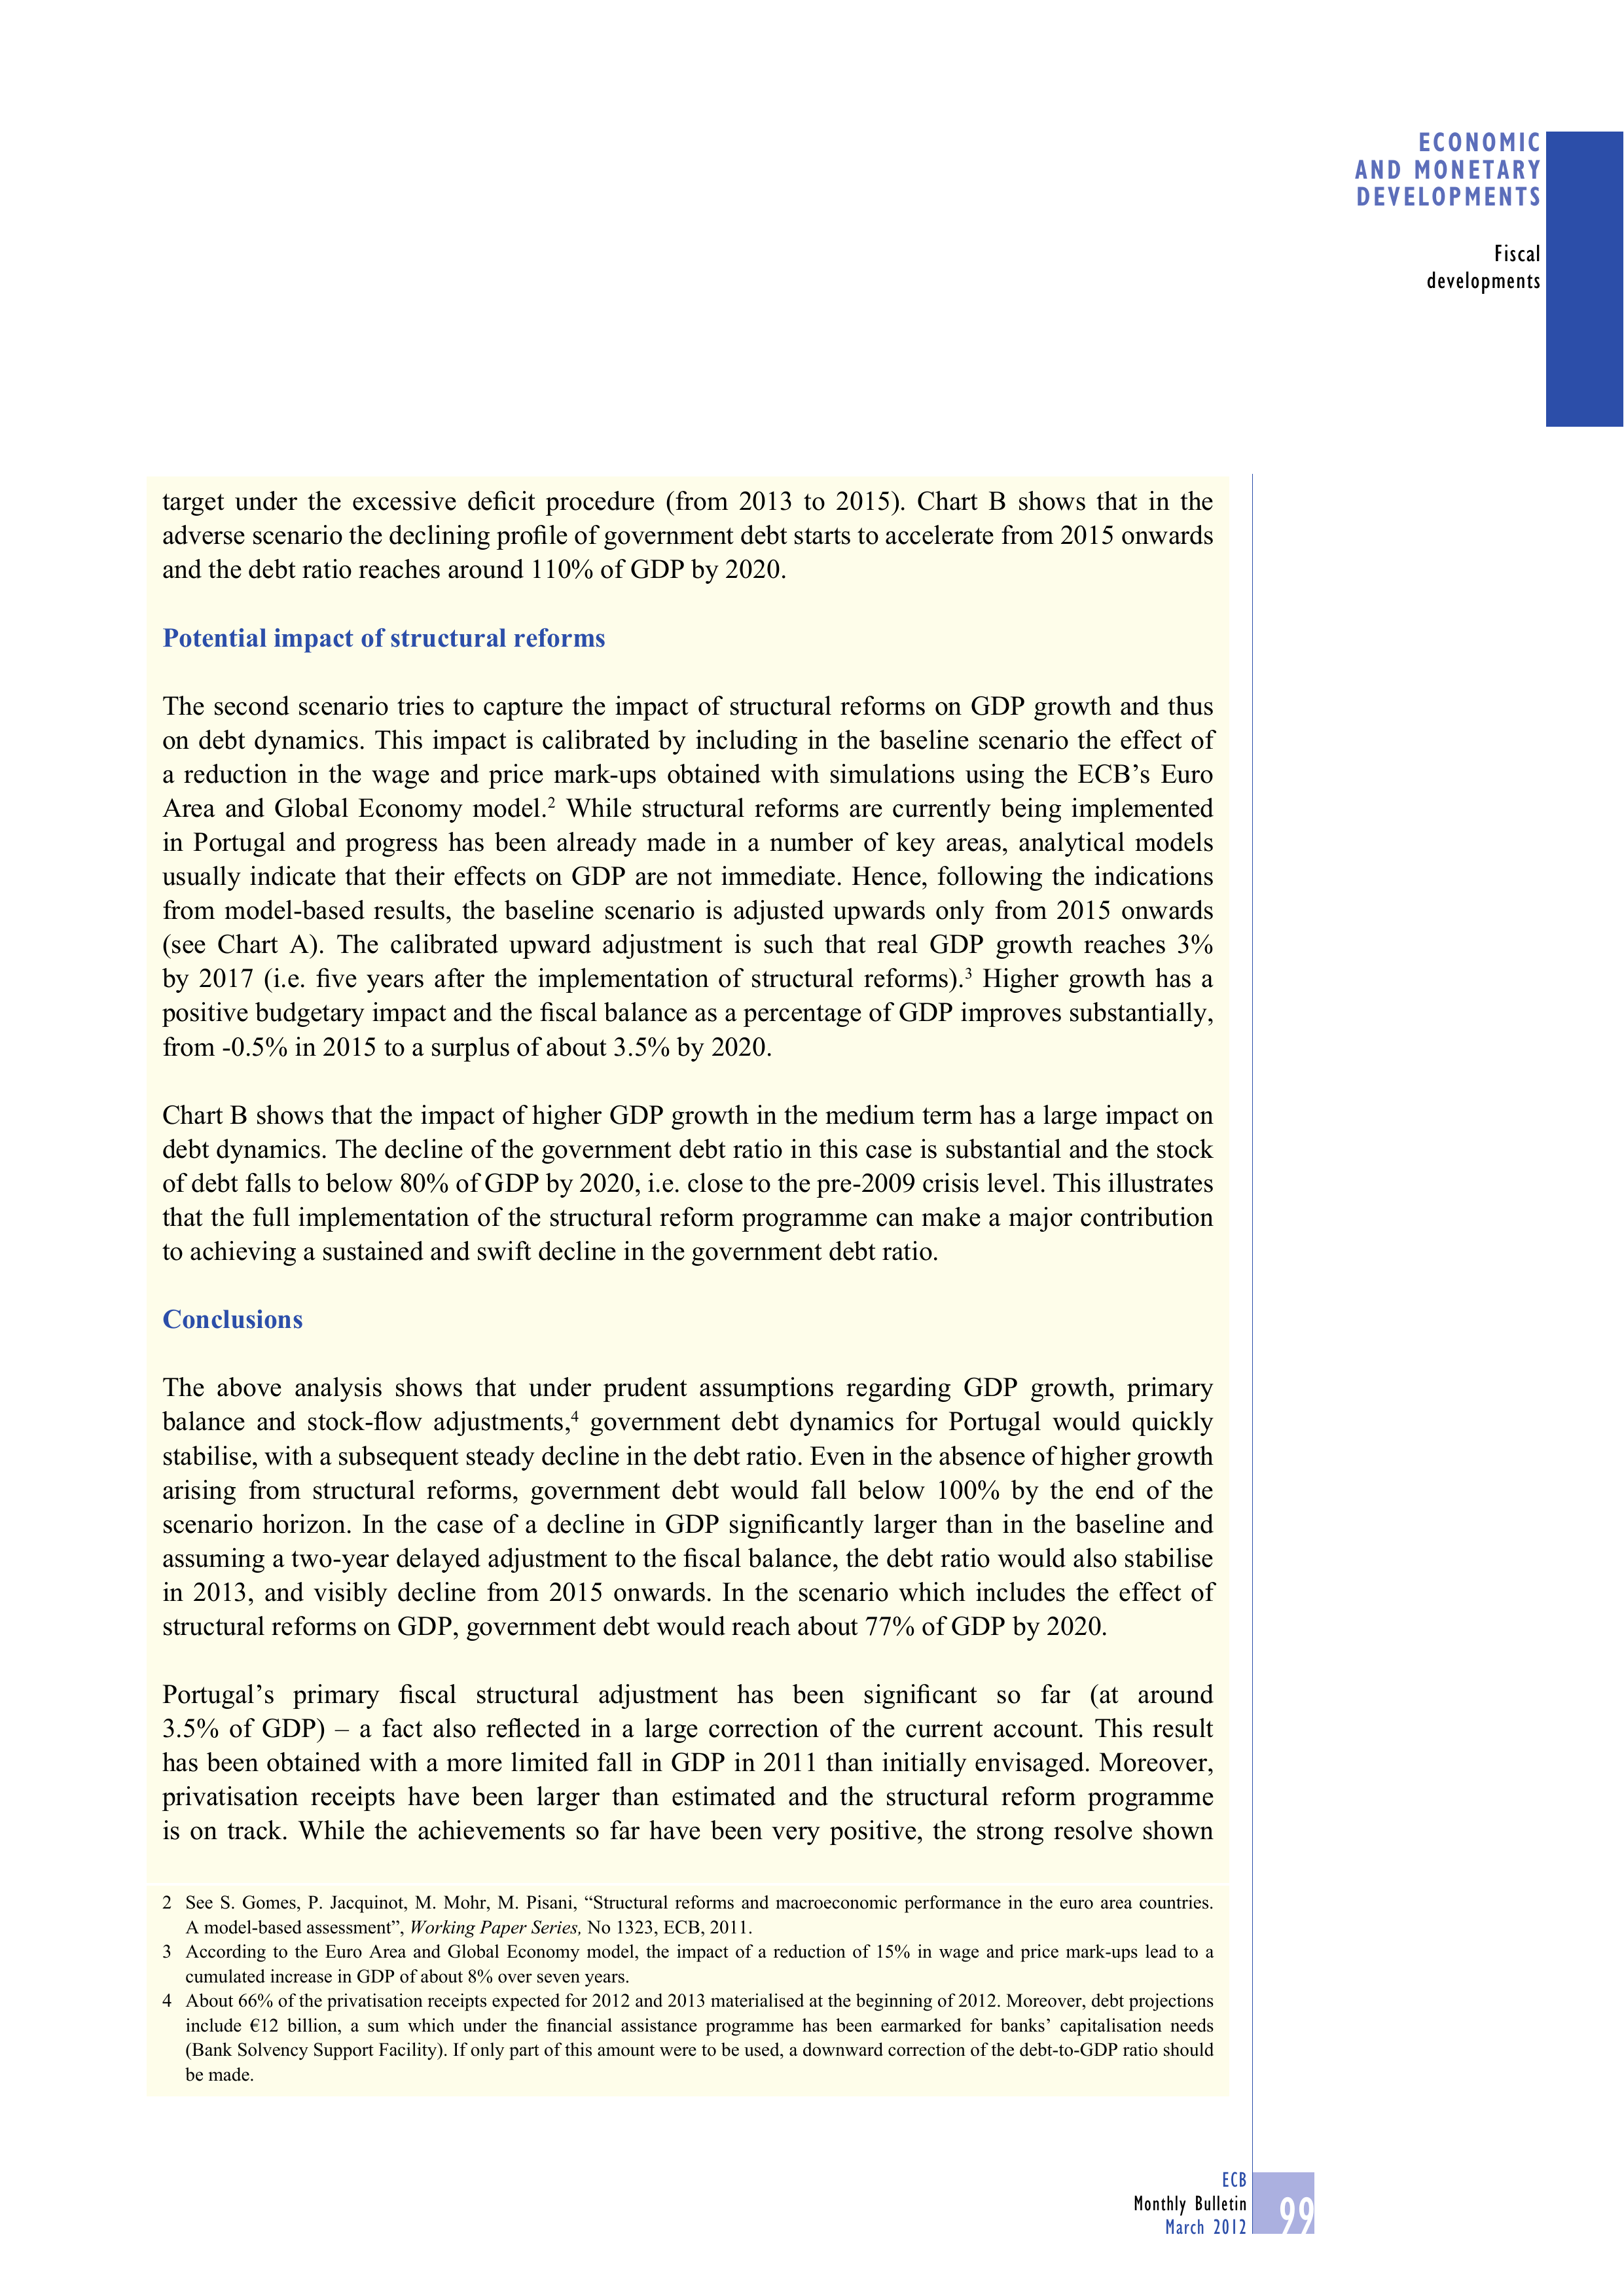 ECONOMIC
AND MONETARY
DEVELOPMENTS
Fiscal
developments
target under the excessive deficit procedure (from 2013 to 2015). Chart B shows that in the
adverse scenario the declining profile of government debt starts to accelerate from 2015 onwards
and the debt ratio reaches around 110% of GDP by 2020.
Potential impact of structural reforms
The second scenario tries to capture the impact of structural reforms on GDP growth and thus
on debt dynamics. This impact is calibrated by including in the baseline scenario the effect of
a reduction in the wage and price mark-ups obtained with simulations using the ECB’s Euro
Area and Global Economy model.2 While structural reforms are currently being implemented
in Portugal and progress has been already made in a number of key areas, analytical models
usually indicate that their effects on GDP are not immediate. Hence, following the indications
from model-based results, the baseline scenario is adjusted upwards only from 2015 onwards
(see Chart A). The calibrated upward adjustment is such that real GDP growth reaches 3%
by 2017 (i.e. five years after the implementation of structural reforms).3 Higher growth has a
positive budgetary impact and the fiscal balance as a percentage of GDP improves substantially,
from -0.5% in 2015 to a surplus of about 3.5% by 2020.
Chart B shows that the impact of higher GDP growth in the medium term has a large impact on
debt dynamics. The decline of the government debt ratio in this case is substantial and the stock
of debt falls to below 80% of GDP by 2020, i.e. close to the pre-2009 crisis level. This illustrates
that the full implementation of the structural reform programme can make a major contribution
to achieving a sustained and swift decline in the government debt ratio.
Conclusions
The above analysis shows that under prudent assumptions regarding GDP growth, primary
balance and stock-flow adjustments,4 government debt dynamics for Portugal would quickly
stabilise, with a subsequent steady decline in the debt ratio. Even in the absence of higher growth
arising from structural reforms, government debt would fall below 100% by the end of the
scenario horizon. In the case of a decline in GDP significantly larger than in the baseline and
assuming a two-year delayed adjustment to the fiscal balance, the debt ratio would also stabilise
in 2013, and visibly decline from 2015 onwards. In the scenario which includes the effect of
structural reforms on GDP, government debt would reach about 77% of GDP by 2020.
Portugal’s primary fiscal structural adjustment has been significant so far (at around
3.5% of GDP) – a fact also reflected in a large correction of the current account. This result
has been obtained with a more limited fall in GDP in 2011 than initially envisaged. Moreover,
privatisation receipts have been larger than estimated and the structural reform programme
is on track. While the achievements so far have been very positive, the strong resolve shown
2 See S. Gomes, P. Jacquinot, M. Mohr, M. Pisani, “Structural reforms and macroeconomic performance in the euro area countries.
A model-based assessment”, Working Paper Series, No 1323, ECB, 2011.
3 According to the Euro Area and Global Economy model, the impact of a reduction of 15% in wage and price mark-ups lead to a
cumulated increase in GDP of about 8% over seven years.
4 About 66% of the privatisation receipts expected for 2012 and 2013 materialised at the beginning of 2012. Moreover, debt projections
include €12 billion, a sum which under the financial assistance programme has been earmarked for banks’ capitalisation needs
(Bank Solvency Support Facility). If only part of this amount were to be used, a downward correction of the debt-to-GDP ratio should
be made.
ECB
Monthly Bulletin
March 2012
99